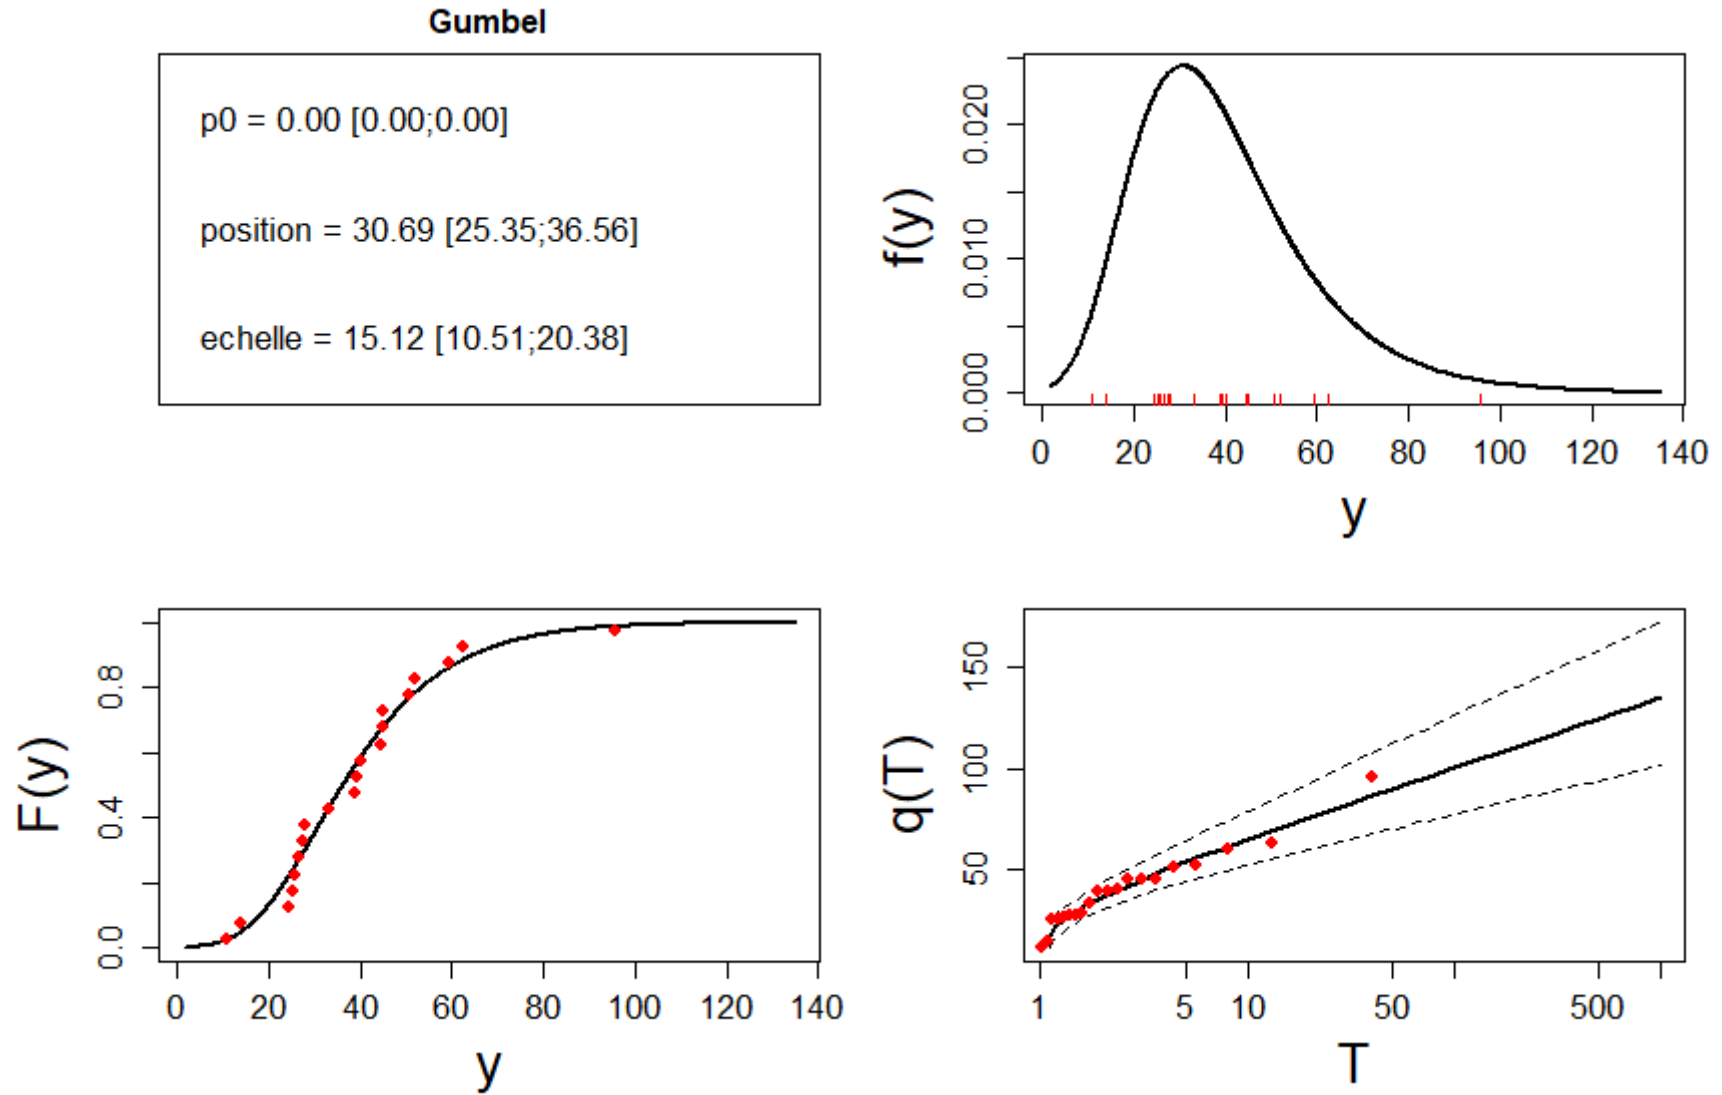 Gumbel
p0 = 0.00 [0.00;0.00]
position = 30.69 [25.35;36.56]
echelle = 15.12 [10.51;20.38]
f(y)
0.000 0.010 0.020
0 20 40 60 80 100 120 140
y
F(y)
0.0 0.4 0.8
0 20 40 60 80 100 120 140
y
q(T)
50 100 150
1 5 10 50 500
T